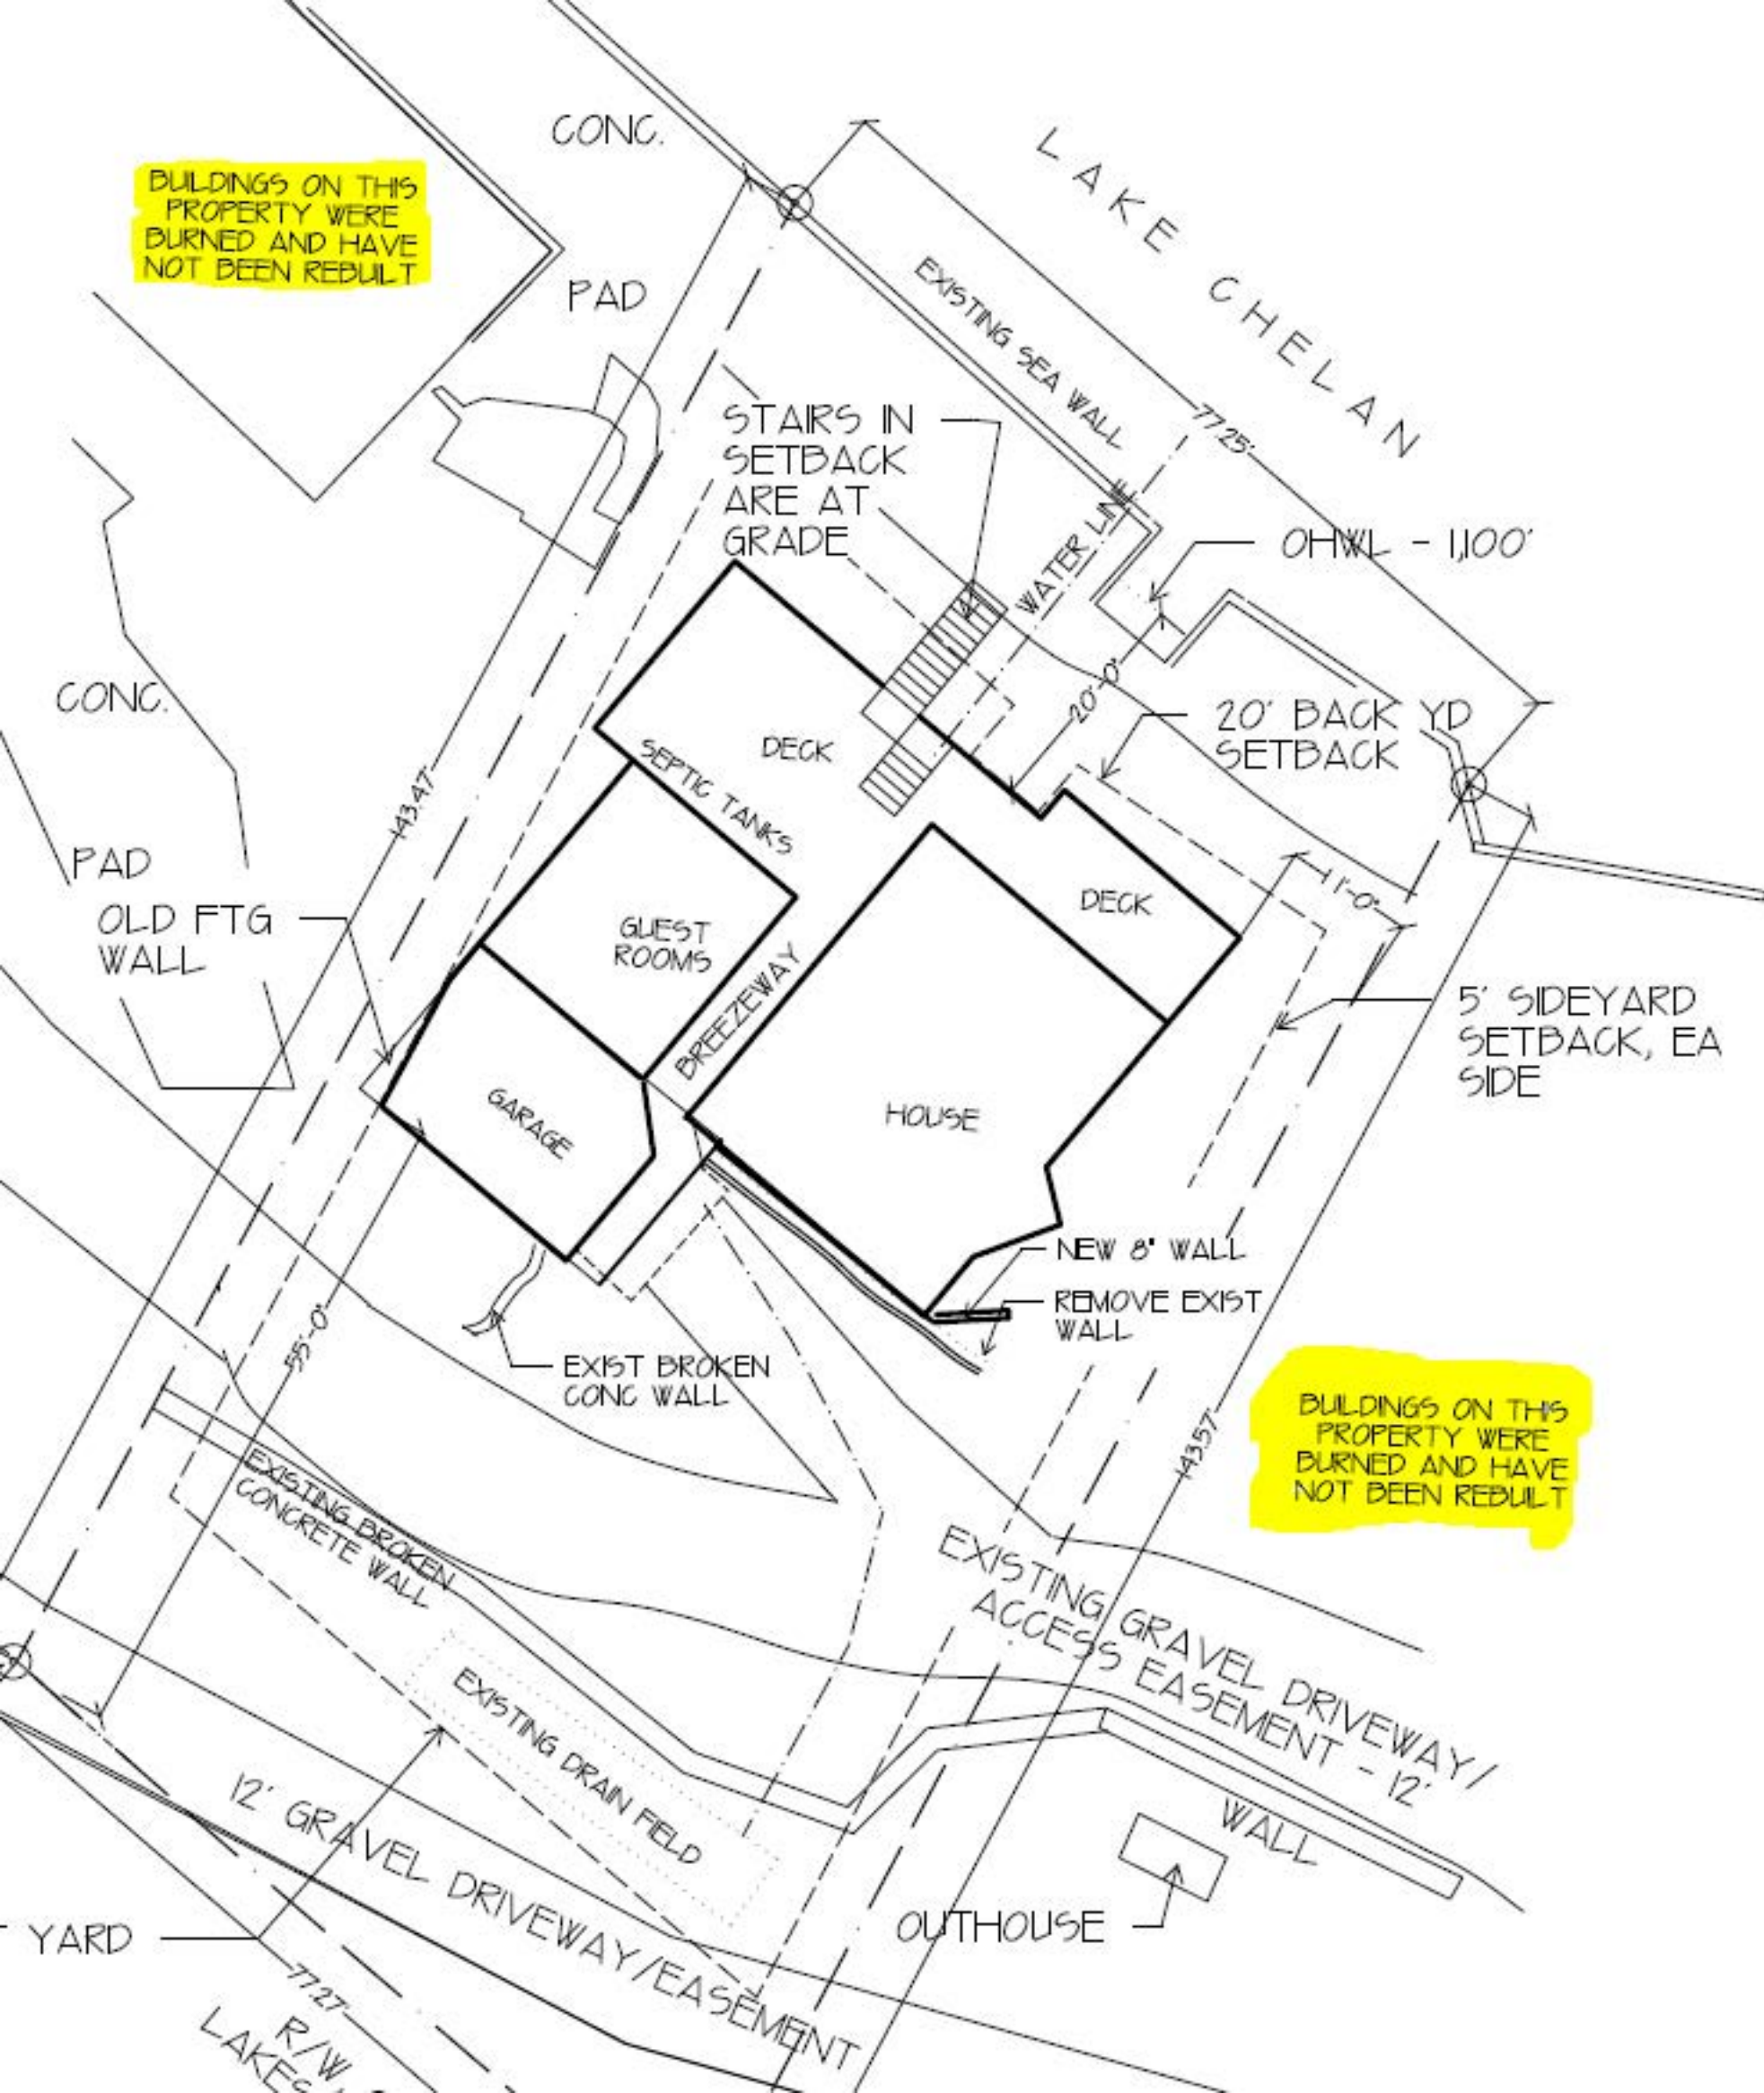 CONC.
BUILDINGS ON THIS
PROPERTY WERE
BURNED AND HAVE
NOT BEEN REBUILT
PAD
LAKE CHELAN
EXISTING SEA WALL
77.25'
STAIRS IN
SETBACK
ARE AT
GRADE
WATER LINE
OHWL - 1,100'
20'-0"
20' BACK YD
SETBACK
CONC.
DECK
SEPTIC TANKS
143.47
PAD
DECK
11'-0"
OLD FTG
WALL
GUEST
ROOMS
BREEZEWAY
5' SIDEYARD
SETBACK, EA
SIDE
GARAGE
HOUSE
NEW 8" WALL
REMOVE EXIST
WALL
55'-0"
EXIST BROKEN
CONC WALL
BUILDINGS ON THIS
PROPERTY WERE
BURNED AND HAVE
NOT BEEN REBUILT
143.57
EXISTING BROKEN
CONCRETE WALL
EXISTING GRAVEL DRIVEWAY/
ACCESS EASEMENT - 12'
EXISTING DRAIN FIELD
12' GRAVEL DRIVEWAY/EASEMENT
WALL
OUTHOUSE
YARD
77.27
R/W